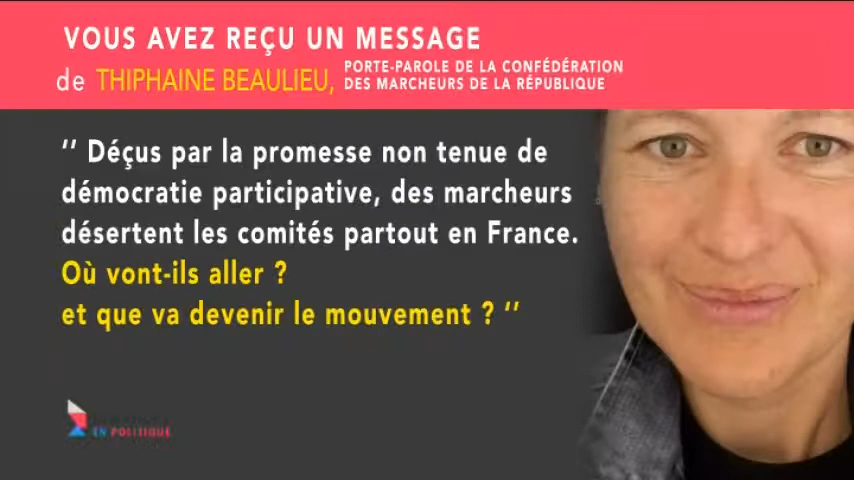 VOUS AVEZ REÇU UN MESSAGE
de THIPHAINE BEAULIEU, PORTE-PAROLE DE LA CONFÉDÉRATION
DES MARCHEURS DE LA RÉPUBLIQUE
‘’ Déçus par la promesse non tenue de
démocratie participative, des marcheurs
désertent les comités partout en France.
Où vont-ils aller ?
et que va devenir le mouvement ? ‘’
EN POLITIQUE